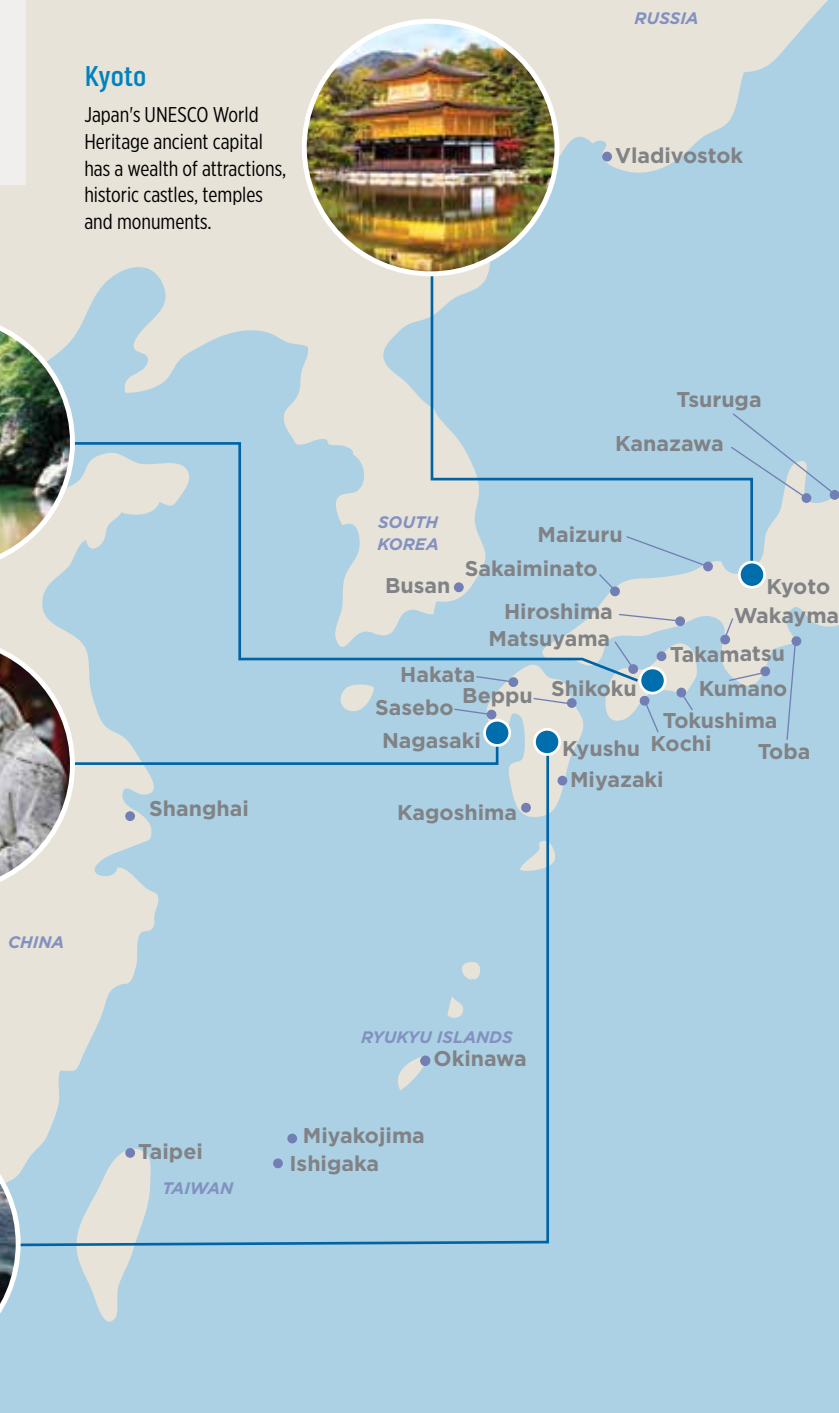 RUSSIA
Kyoto
Japan's UNESCO World
Heritage ancient capital
has a wealth of attractions,
historic castles, temples
and monuments.
Vladivostok
Tsuruga
Kanazawa
SOUTH
KOREA
Maizuru
Sakaiminato
Busan
Kyoto
Hiroshima
Wakayma
Matsuyama
Takamatsu
Hakata
Beppu
Shikoku
Kumano
Sasebo
Tokushima
Nagasaki
Kyushu
Kochi
Toba
Miyazaki
Shanghai
Kagoshima
CHINA
RYUKYU ISLANDS
Okinawa
Miyakojima
Taipei
Ishigaka
TAIWAN